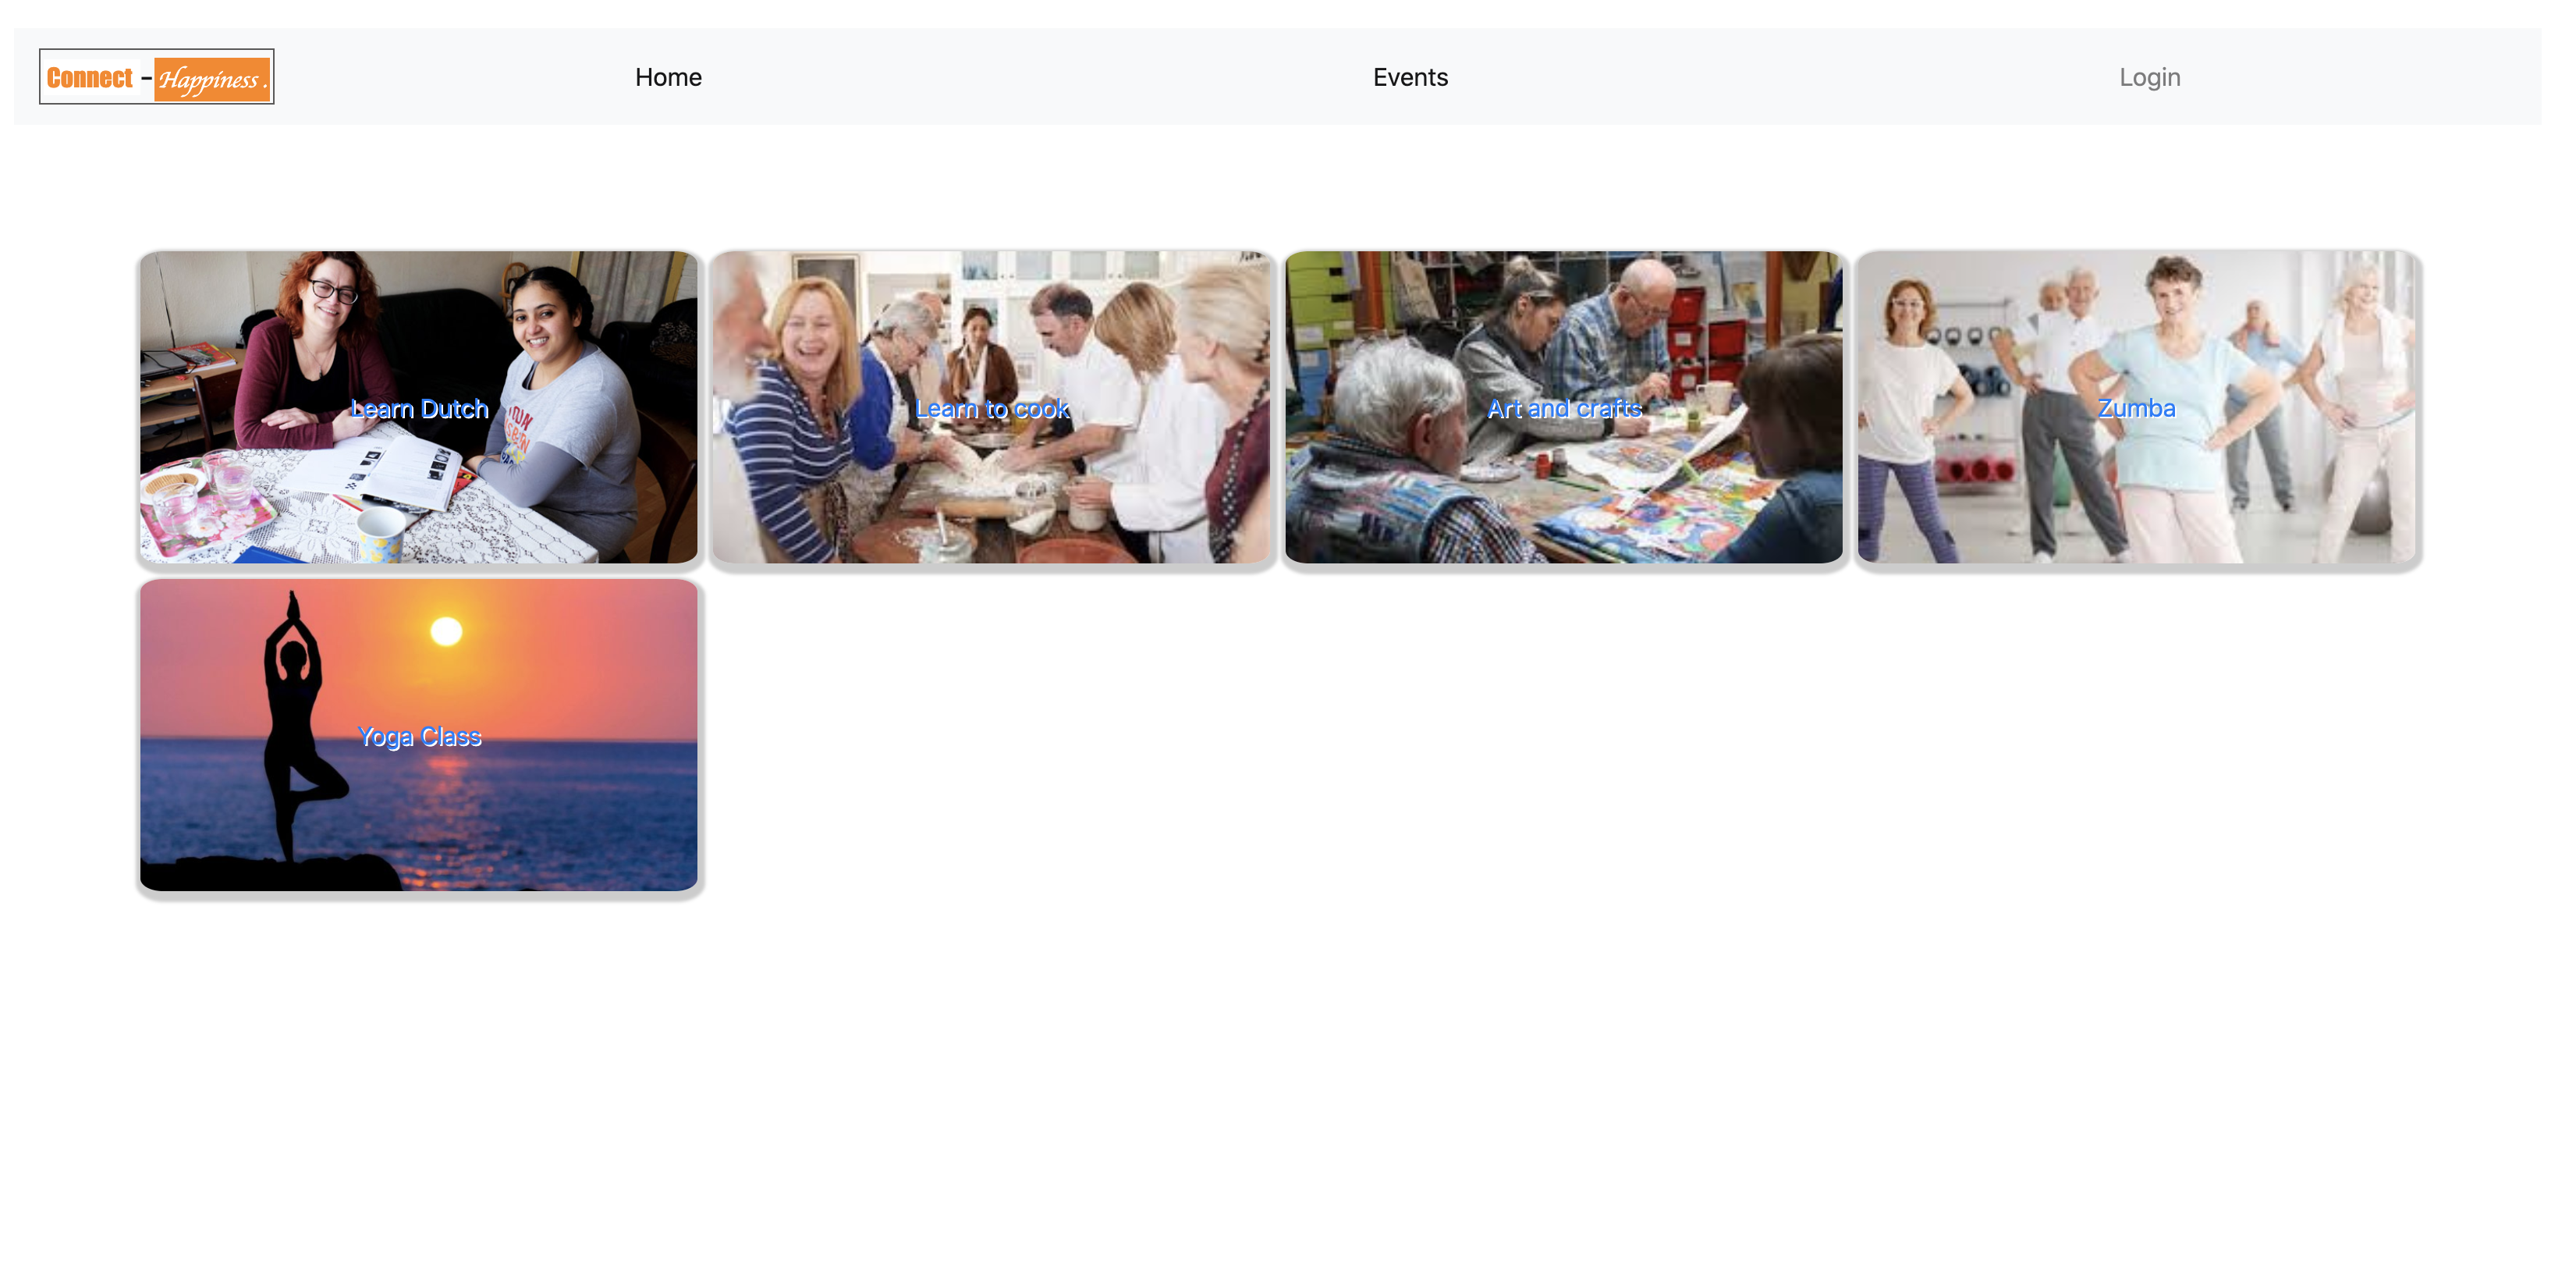 Connect - Happiness .
Home
Events
Login
Learn Dutch
Learn to cook
Art and crafts
Zumba
Yoga Class